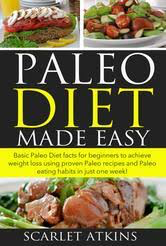 PALEO
DIET
MADE EASY
Basic Paleo Diet facts for beginners to achieve
weight loss using proven Paleo recipes and Paleo
eating habits in just one week!
SCARLET ATKINS